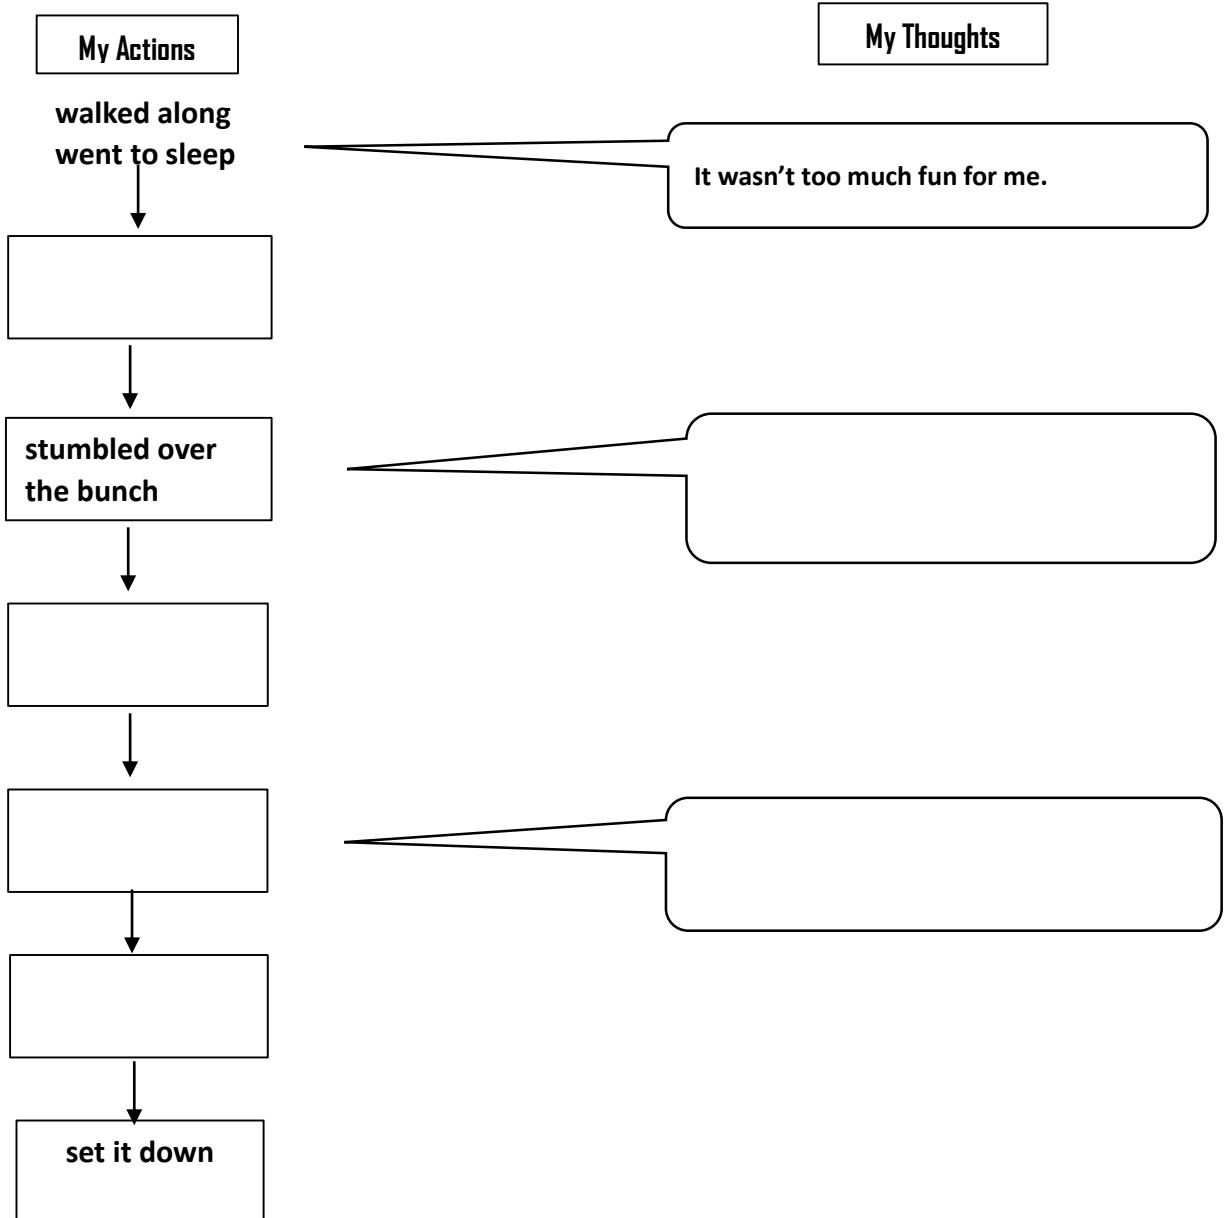 My Actions
My Thoughts
walked along
went to sleep
It wasn't too much fun for me.
stumbled over
the bunch
set it down